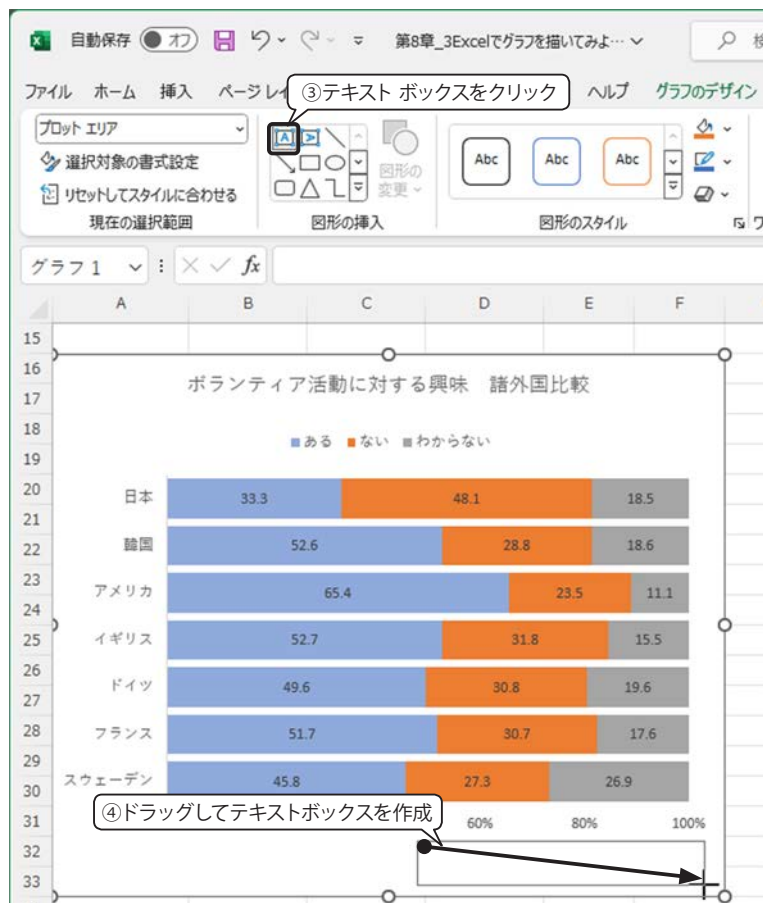 自動保存 オフ 第8章_3Excelでグラフを描いてみよ…
ファイル ホーム 挿入 ページ レイ ヘルプ グラフのデザイン
③テキスト ボックスをクリック
プロット エリア
選択対象の書式設定
リセットしてスタイルに合わせる
現在の選択範囲
図形の
変更
図形の挿入
Abc Abc Abc
図形のスタイル
グラフ 1 fx
A B C D E F
15
16
17
18
19
20
21
22
23
24
25
26
27
28
29
30
31
32
33
ボランティア活動に対する興味 諸外国比較
ある ない わからない
日本 33.3 48.1 18.5
韓国 52.6 28.8 18.6
アメリカ 65.4 23.5 11.1
イギリス 52.7 31.8 15.5
ドイツ 49.6 30.8 19.6
フランス 51.7 30.7 17.6
スウェーデン 45.8 27.3 26.9
④ドラッグしてテキストボックスを作成
60% 80% 100%